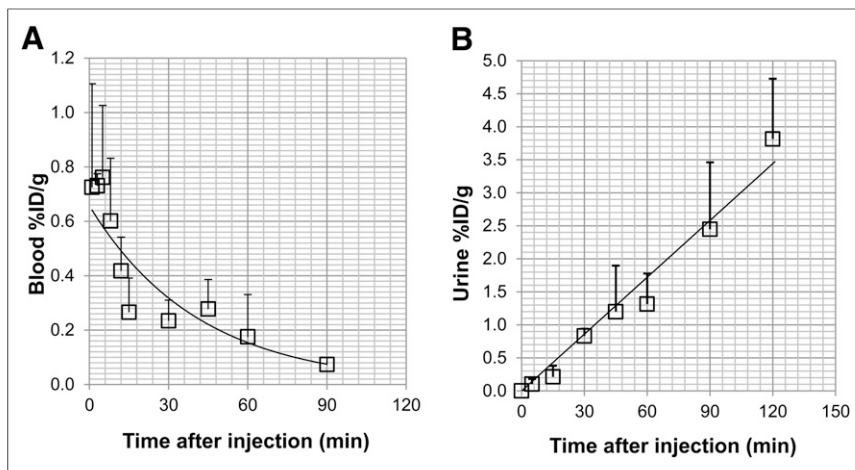 A
1.2
1.0
0.8
0.6
0.4
0.2
0.0
Blood %ID/g
0 30 60 90 120
Time after injection (min)
B
5.0
4.5
4.0
3.5
3.0
2.5
2.0
1.5
1.0
0.5
0.0
Urine %ID/g
0 30 60 90 120 150
Time after injection (min)